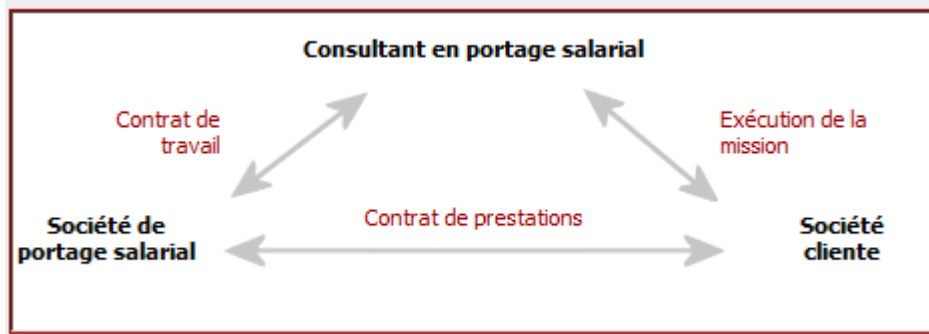 Consultant en portage salarial
Contrat de
travail
Exécution de la
mission
Contrat de prestations
Société de
portage salarial
Société
cliente